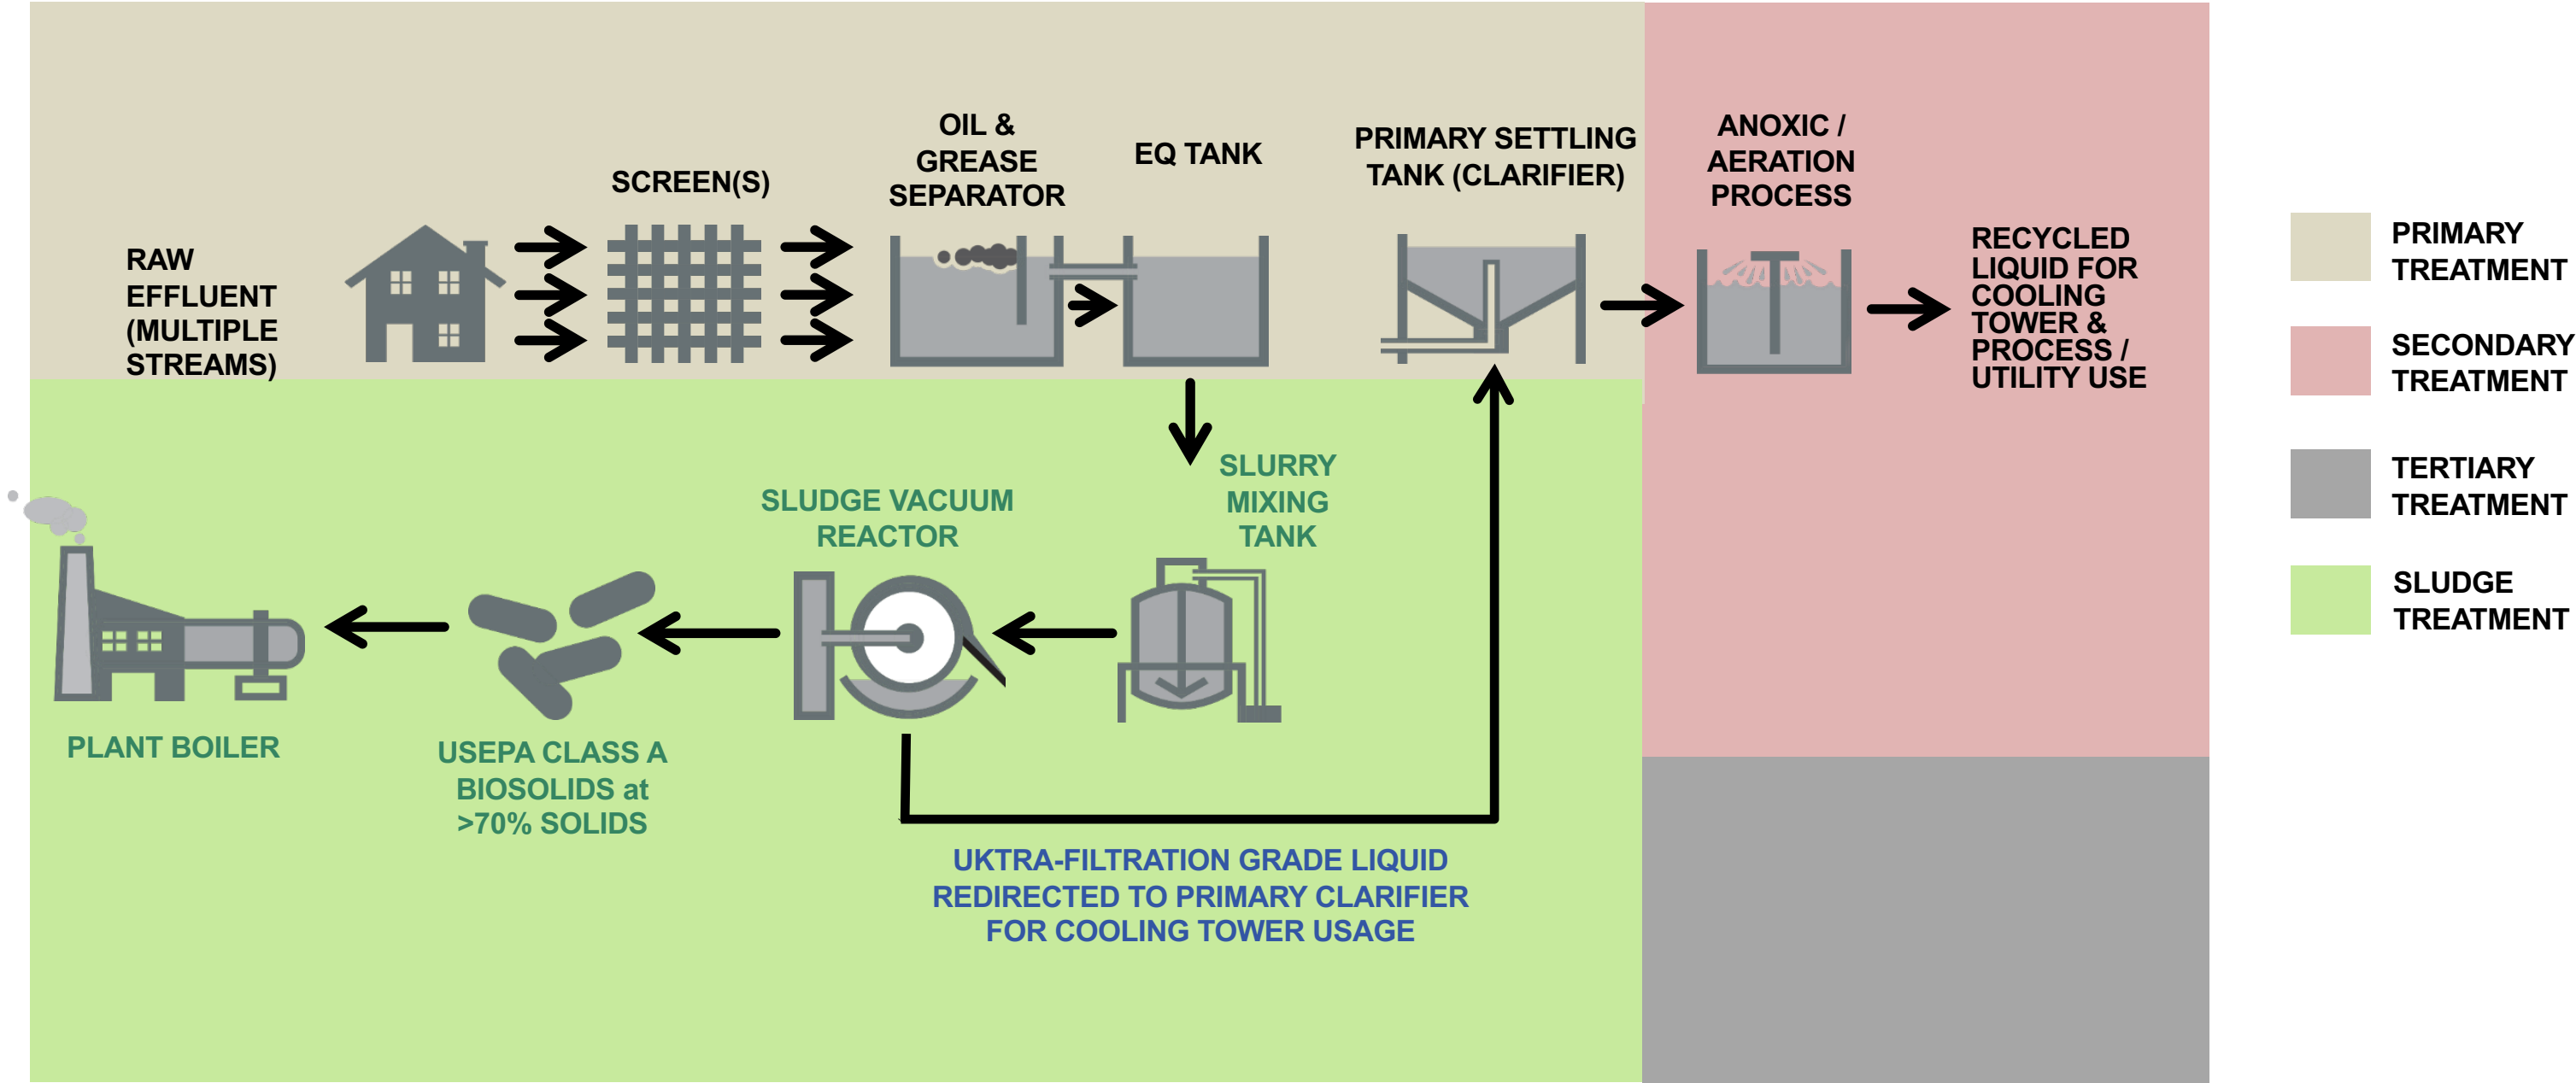 RAW
EFFLUENT
(MULTIPLE
STREAMS)
SCREEN(S)
OIL &
GREASE
SEPARATOR
EQ TANK
PRIMARY SETTLING
TANK (CLARIFIER)
ANOXIC /
AERATION
PROCESS
RECYCLED
LIQUID FOR
COOLING
TOWER &
PROCESS /
UTILITY USE
SLURRY
MIXING
TANK
SLUDGE VACUUM
REACTOR
USEPA CLASS A
BIOSOLIDS at
>70% SOLIDS
PLANT BOILER
UKTRA-FILTRATION GRADE LIQUID
REDIRECTED TO PRIMARY CLARIFIER
FOR COOLING TOWER USAGE
PRIMARY
TREATMENT
SECONDARY
TREATMENT
TERTIARY
TREATMENT
SLUDGE
TREATMENT